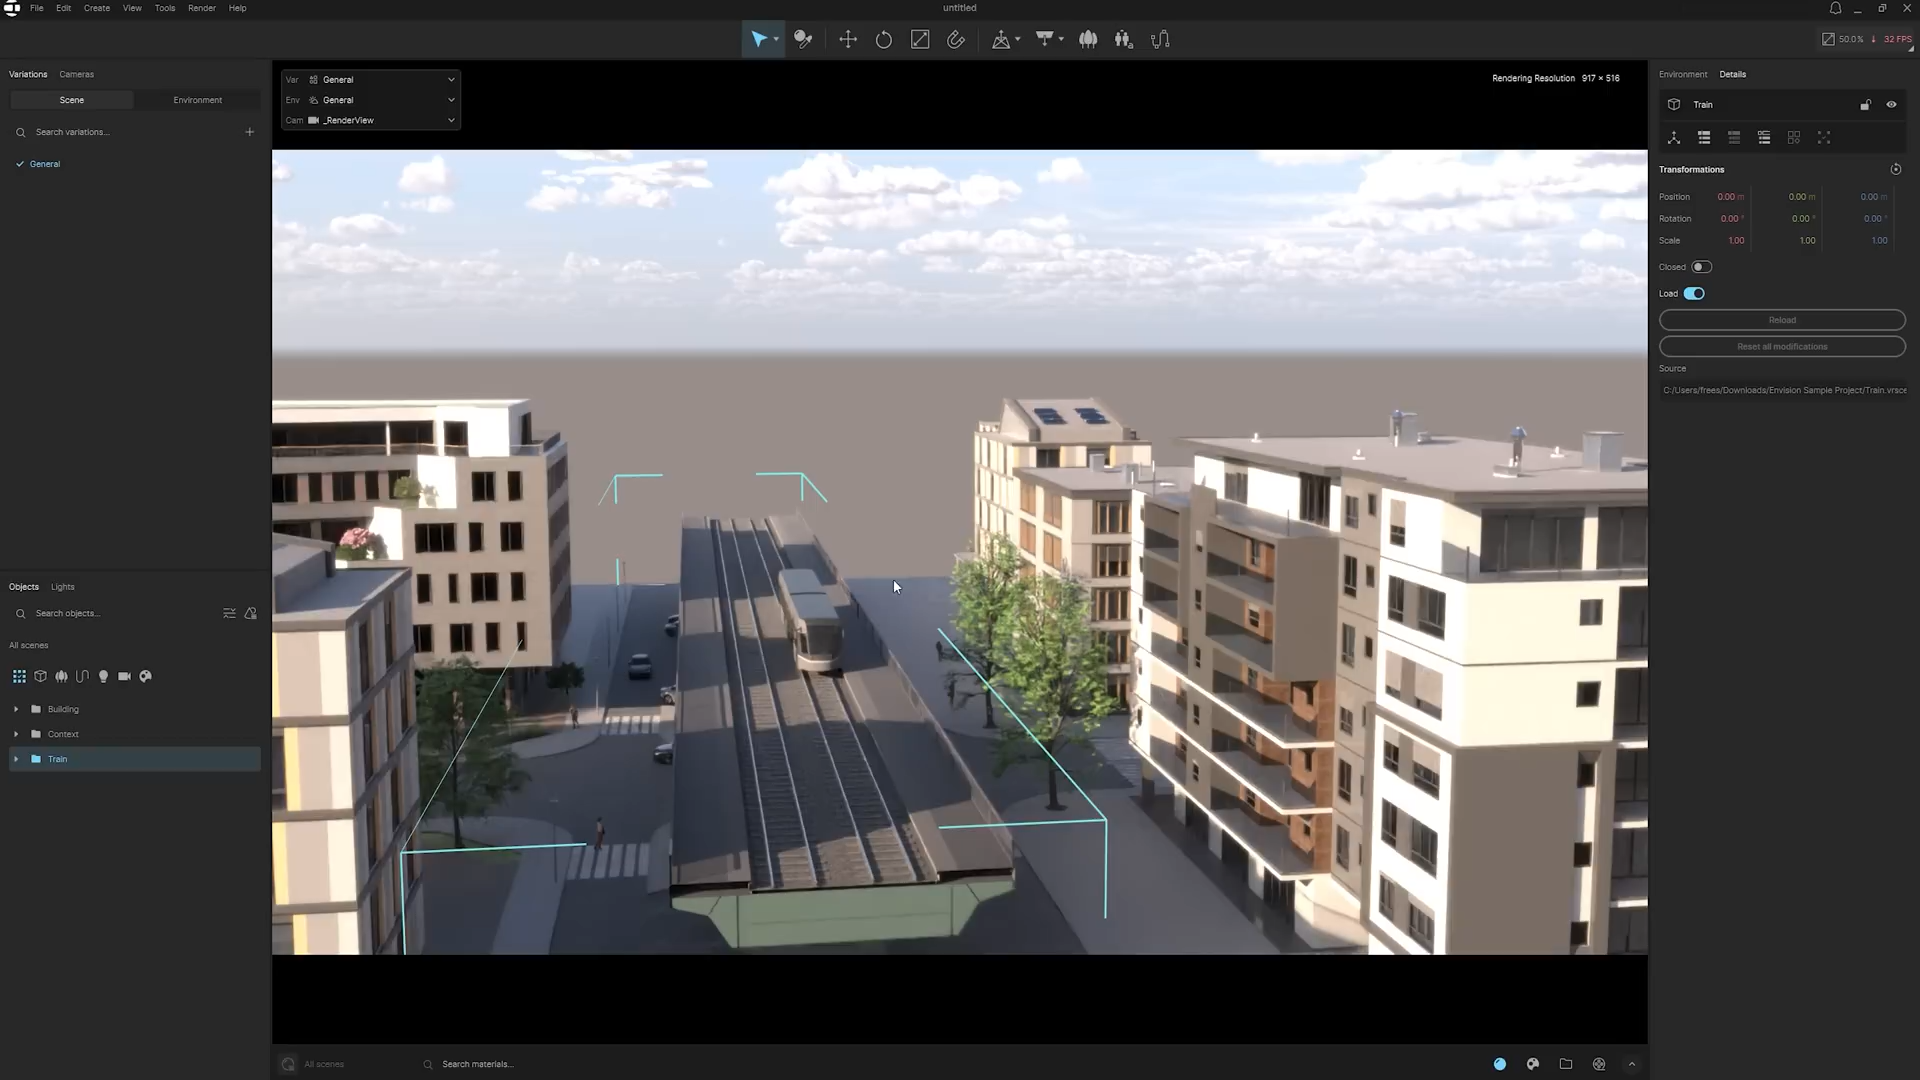 File Edit Create View Tools Render Help
untitled
50.0% 32 FPS
Variations Cameras
Scene Environment
Search variations...
General
Var General
Env General
Cam _RenderView
Rendering Resolution 917 × 516
Environment Details
Train
Transformations
Position 0.00 m 0.00 m 0.00 m
Rotation 0.00 ° 0.00 ° 0.00 °
Scale 1.00 1.00 1.00
Closed
Load
Reload
Reset all modifications
Source
C:/Users/frees/Downloads/Envision Sample Project/Train.vrsce
Objects Lights
Search objects...
All scenes
Building
Context
Train
All scenes
Search materials...